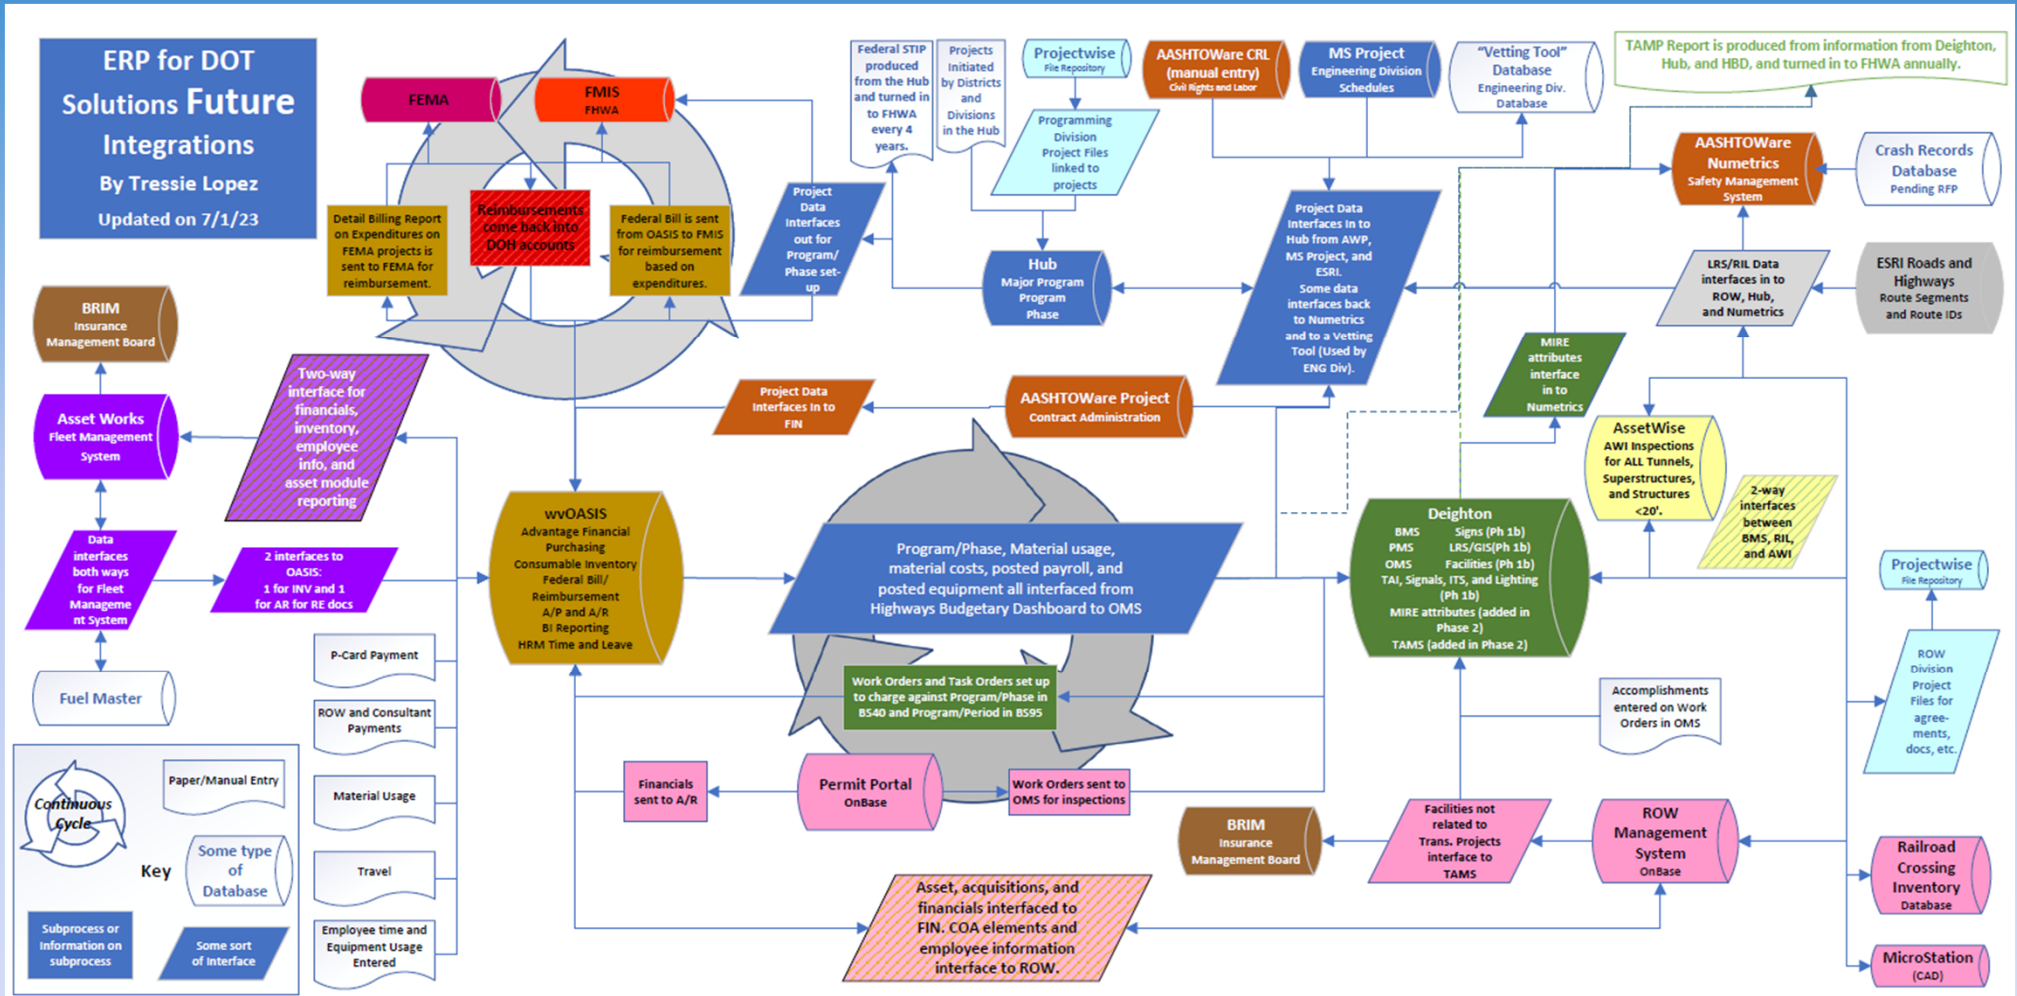 ERP for DOT
Solutions Future
Integrations
By Tressie Lopez
Updated on 7/1/23
FEMA
FMIS
FHWA
Detail Billing Report
on Expenditures on
FEMA projects is
sent to FEMA for
reimbursement.
Reimbursements
come back into
DOH accounts
Federal Bill is sent
from OASIS to FMIS
for reimbursement
based on
expenditures.
Project
Data
Interfaces
out for
Program/
Phase set-
up
Federal STIP
produced
from the Hub
and turned in
to FHWA
every 4
years.
Projects
Initiated
by Districts
and
Divisions
in the Hub
Projectwise
File Repository
Programming
Division
Project Files
linked to
projects
Hub
Major Program
Program
Phase
AASHTOWare CRL
(manual entry)
Civil Rights and Labor
MS Project
Engineering Division
Schedules
"Vetting Tool"
Database
Engineering Div.
Database
Project Data
Interfaces In to
Hub from AWP,
MS Project, and
ESRI.
Some data
interfaces back
to Numetrics
and to a Vetting
Tool (Used by
ENG Div).
TAMP Report is produced from information from Deighton,
Hub, and HBD, and turned in to FHWA annually.
AASHTOWare
Numetrics
Safety Management
System
Crash Records
Database
Pending RFP
LRS/RIL Data
interfaces in to
ROW, Hub,
and Numetrics
ESRI Roads and
Highways
Route Segments
and Route IDs
MIRE
attributes
interface
in to
Numetrics
BRIM
Insurance
Management Board
Asset Works
Fleet Management
System
Two-way
interface for
financials,
inventory,
employee
info, and
asset module
reporting
Data
interfaces
both ways
for Fleet
Manageme
nt System
2 interfaces to
OASIS:
1 for INV and 1
for AR for RE docs
Fuel Master
Project Data
Interfaces In to
FIN
AASHTOWare Project
Contract Administration
wvOASIS
Advantage Financial
Purchasing
Consumable Inventory
Federal Bill/
Reimbursement
A/P and A/R
BI Reporting
HRM Time and Leave
Program/Phase, Material usage,
material costs, posted payroll, and
posted equipment all interfaced from
Highways Budgetary Dashboard to OMS
Work Orders and Task Orders set up
to charge against Program/Phase in
BS40 and Program/Period in BS95
Deighton
BMS Signs (Ph 1b)
PMS LRS/GIS(Ph 1b)
OMS Facilities (Ph 1b)
TAI, Signals, ITS, and Lighting
(Ph 1b)
MIRE attributes (added in
Phase 2)
TAMS (added in Phase 2)
AssetWise
AWI Inspections
for ALL Tunnels,
Superstructures,
and Structures
<20'.
2-way
interfaces
between
BMS, RIL,
and AWI
Projectwise
File Repository
ROW
Division
Project
Files for
agree-
ments,
docs, etc.
P-Card Payment
ROW and Consultant
Payments
Material Usage
Travel
Employee time and
Equipment Usage
Entered
Financials
sent to A/R
Permit Portal
OnBase
Work Orders sent to
OMS for inspections
Accomplishments
entered on Work
Orders in OMS
BRIM
Insurance
Management Board
Facilities not
related to
Trans. Projects
interface to
TAMS
ROW
Management
System
OnBase
Railroad
Crossing
Inventory
Database
MicroStation
(CAD)
Asset, acquisitions, and
financials interfaced to
FIN. COA elements and
employee information
interface to ROW.
Continuous
Cycle
Paper/Manual Entry
Key
Some type
of
Database
Subprocess or
Information on
subprocess
Some sort
of Interface